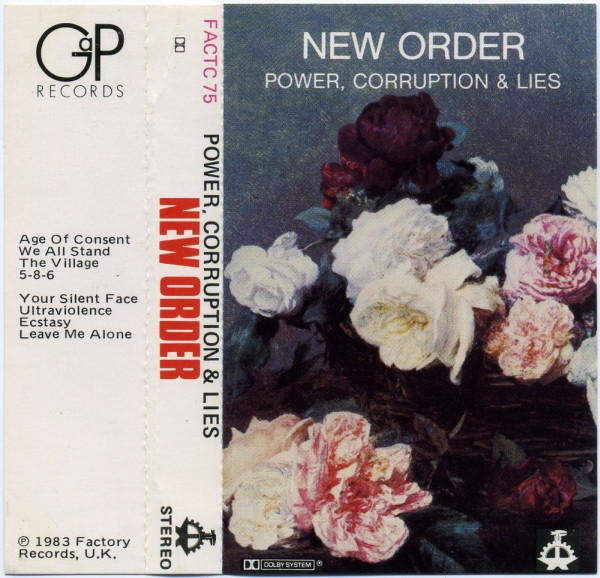 GaP
RECORDS
Age Of Consent
We All Stand
The Village
5-8-6
Your Silent Face
Ultraviolence
Ecstasy
Leave Me Alone
℗ 1983 Factory
Records, U.K.
FACTC 75
POWER, CORRUPTION & LIES
NEW ORDER
STEREO
NEW ORDER
POWER, CORRUPTION & LIES
DOLBY SYSTEM ®